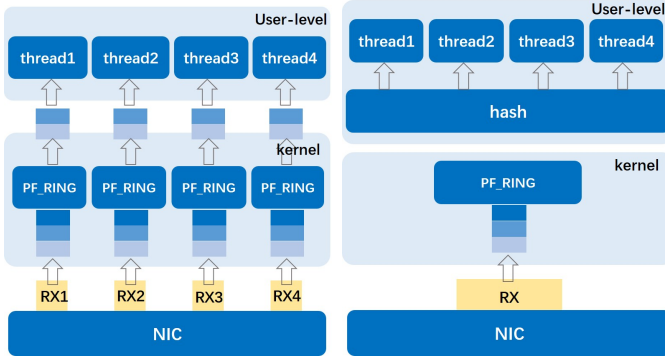 User-level
thread1 thread2 thread3 thread4
kernel
PF_RING PF_RING PF_RING PF_RING
RX1 RX2 RX3 RX4
NIC
User-level
thread1 thread2 thread3 thread4
hash
kernel
PF_RING
RX
NIC